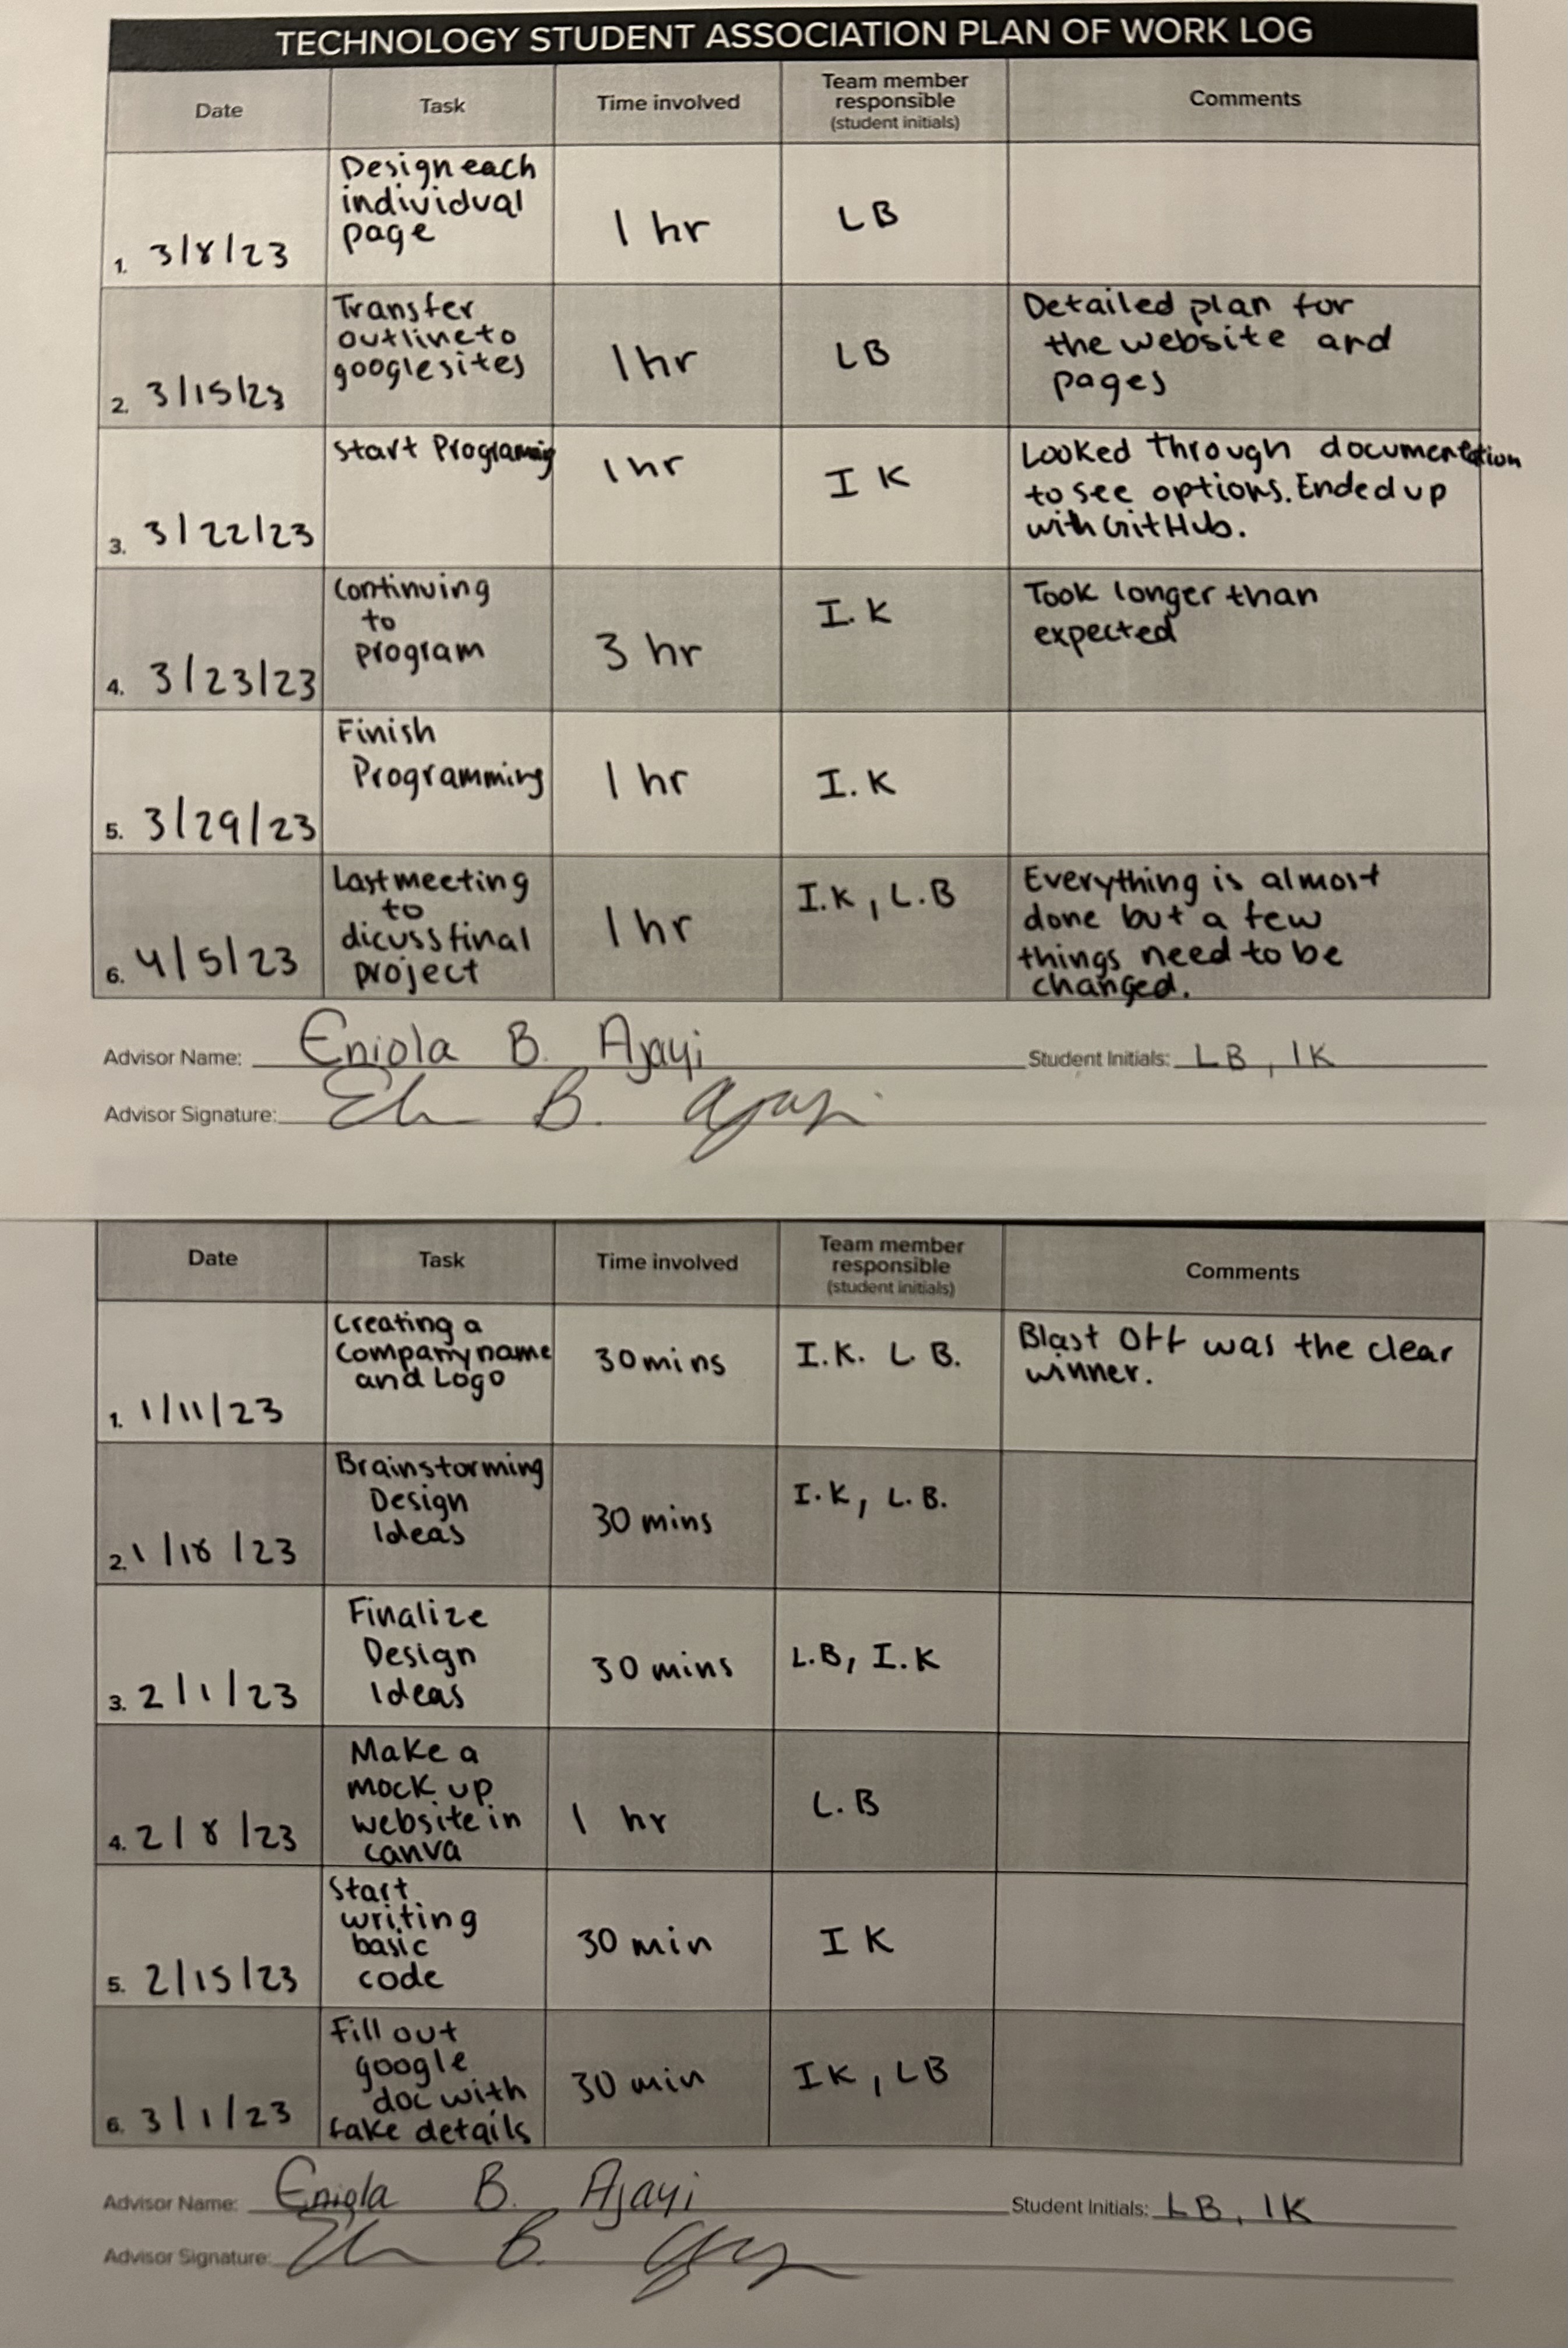 TECHNOLOGY STUDENT ASSOCIATION PLAN OF WORK LOG
Date
Task
Time involved
Team member
responsible
(student initials)
Comments
1. 3/8/23
Design each
individual
page
1 hr
LB
2. 3/15/23
Transfer
outline to
google sites
1 hr
LB
Detailed plan for
the website and
pages
3. 3/22/23
Start Programing
1 hr
I K
Looked through documentation
to see options. Ended up
with GitHub.
4. 3/23/23
Continuing
to
program
3 hr
I. K
Took longer than
expected
5. 3/29/23
Finish
Programming
1 hr
I. K
6. 4/5/23
Last meeting
to
dicuss final
project
1 hr
I.K, L.B
Everything is almost
done but a few
things need to be
changed.
Advisor Name: Eniola B. Ajayi
Student Initials: LB, IK
Advisor Signature: B. Ajayi
Date
Task
Time involved
Team member
responsible
(student initials)
Comments
1. 1/11/23
Creating a
Company name
and Logo
30 mins
I.K. L B.
Blast Off was the clear
winner.
2. 1/18/23
Brainstorming
Design
Ideas
30 mins
I.K, L.B.
3. 2/1/23
Finalize
Design
Ideas
30 mins
L.B, I.K
4. 2/8/23
Make a
mock up
website in
canva
1 hr
L.B
5. 2/15/23
Start
writing
basic
code
30 min
I K
6. 3/1/23
Fill out
google
doc with
fake details
30 min
IK, LB
Advisor Name: Eniola B. Ajayi
Student Initials: LB, IK
Advisor Signature: B.